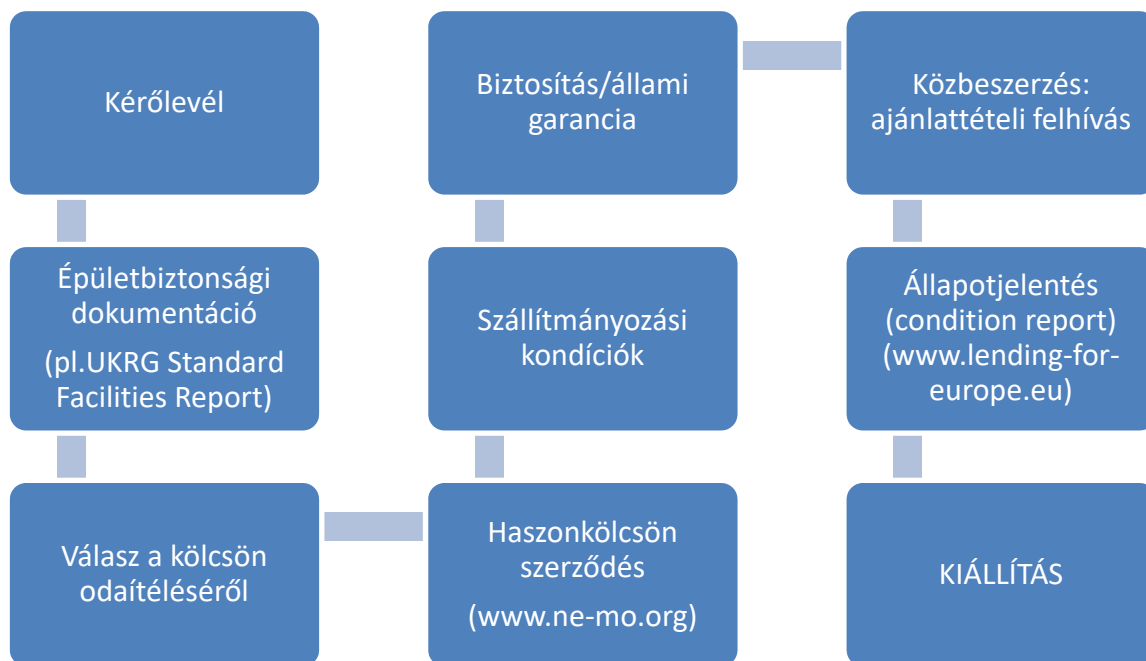 Kérőlevél
Épületbiztonsági
dokumentáció
(pl.UKRG Standard
Facilities Report)
Válasz a kölcsön
odaítéléséről
Haszonkölcsön
szerződés
(www.ne-mo.org)
Szállítmányozási
kondíciók
Biztosítás/állami
garancia
Közbeszerzés:
ajánlattételi felhívás
Állapotjelentés
(condition report)
(www.lending-for-
europe.eu)
KIÁLLÍTÁS